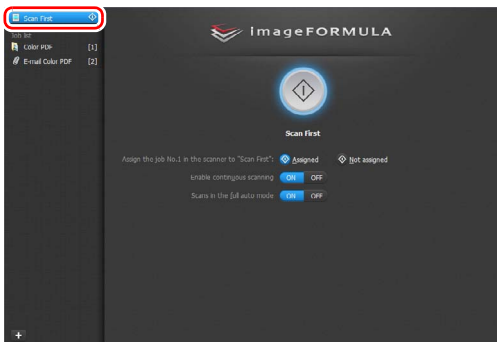 Scan First
Job list
Color PDF [1]
E-mail Color PDF [2]
imageFORMULA
Scan First
Assign the job No.1 in the scanner to "Scan First": Assigned Not assigned
Enable continuous scanning ON OFF
Scans in the full auto mode ON OFF
+